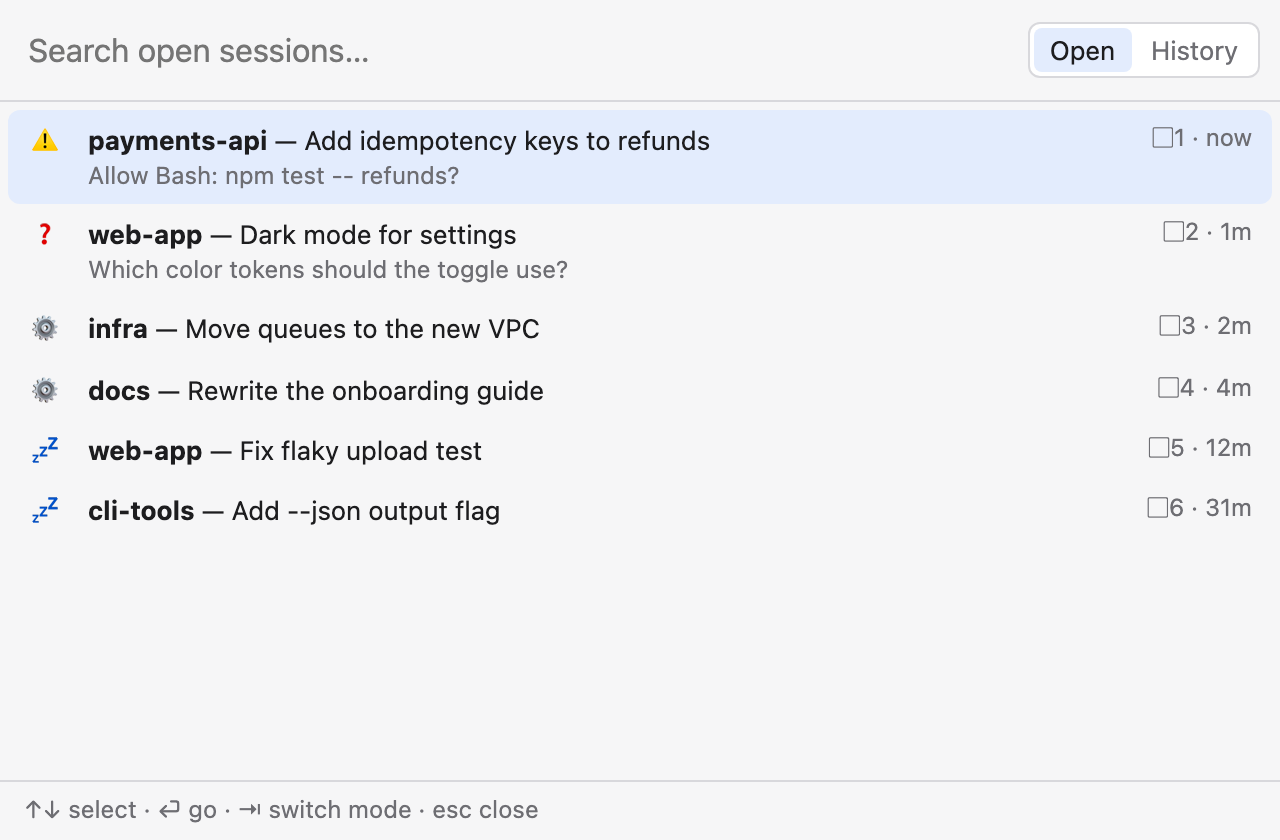 Search open sessions...
Open History
payments-api — Add idempotency keys to refunds □1 · now
Allow Bash: npm test -- refunds?
web-app — Dark mode for settings □2 · 1m
Which color tokens should the toggle use?
infra — Move queues to the new VPC □3 · 2m
docs — Rewrite the onboarding guide □4 · 4m
web-app — Fix flaky upload test □5 · 12m
cli-tools — Add --json output flag □6 · 31m
↑↓ select · ⏎ go · ⇥ switch mode · esc close